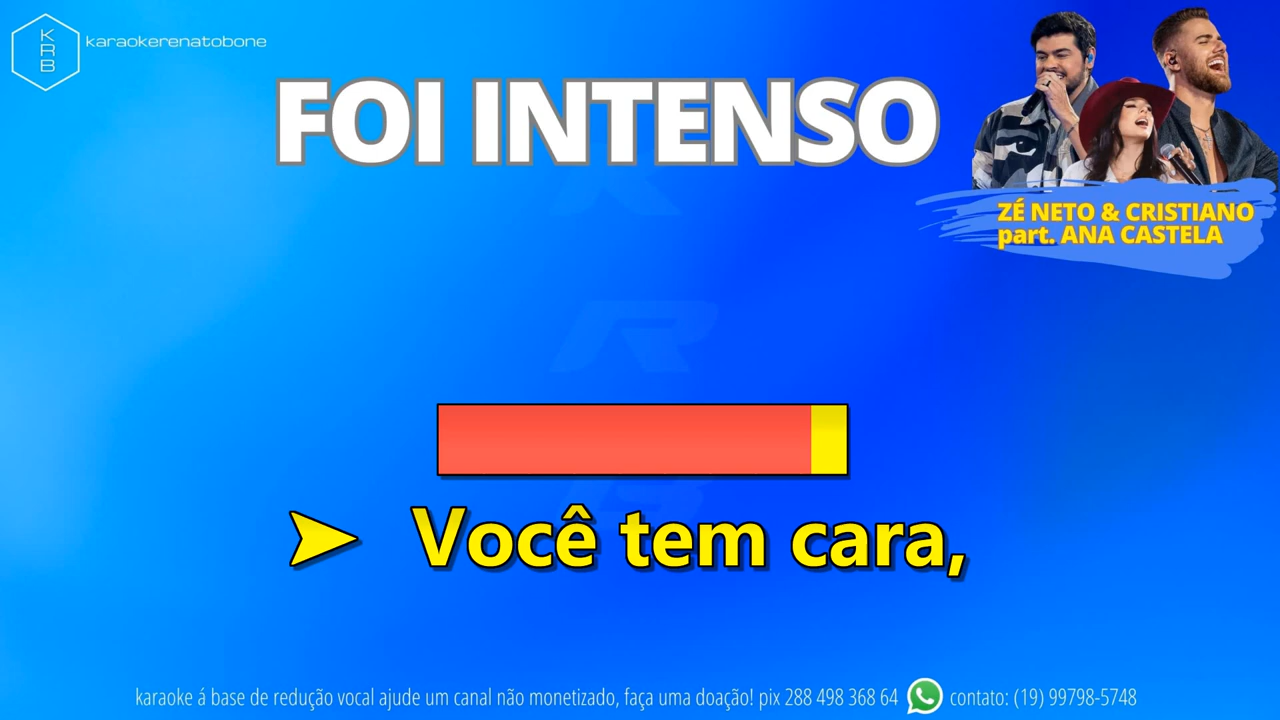 KRB
karaokerenatobone
FOI INTENSO
ZÉ NETO & CRISTIANO
part. ANA CASTELA
R
Você tem cara,
karaoke á base de redução vocal ajude um canal não monetizado, faça uma doação! pix 288 498 368 64 contato: (19) 99798-5748